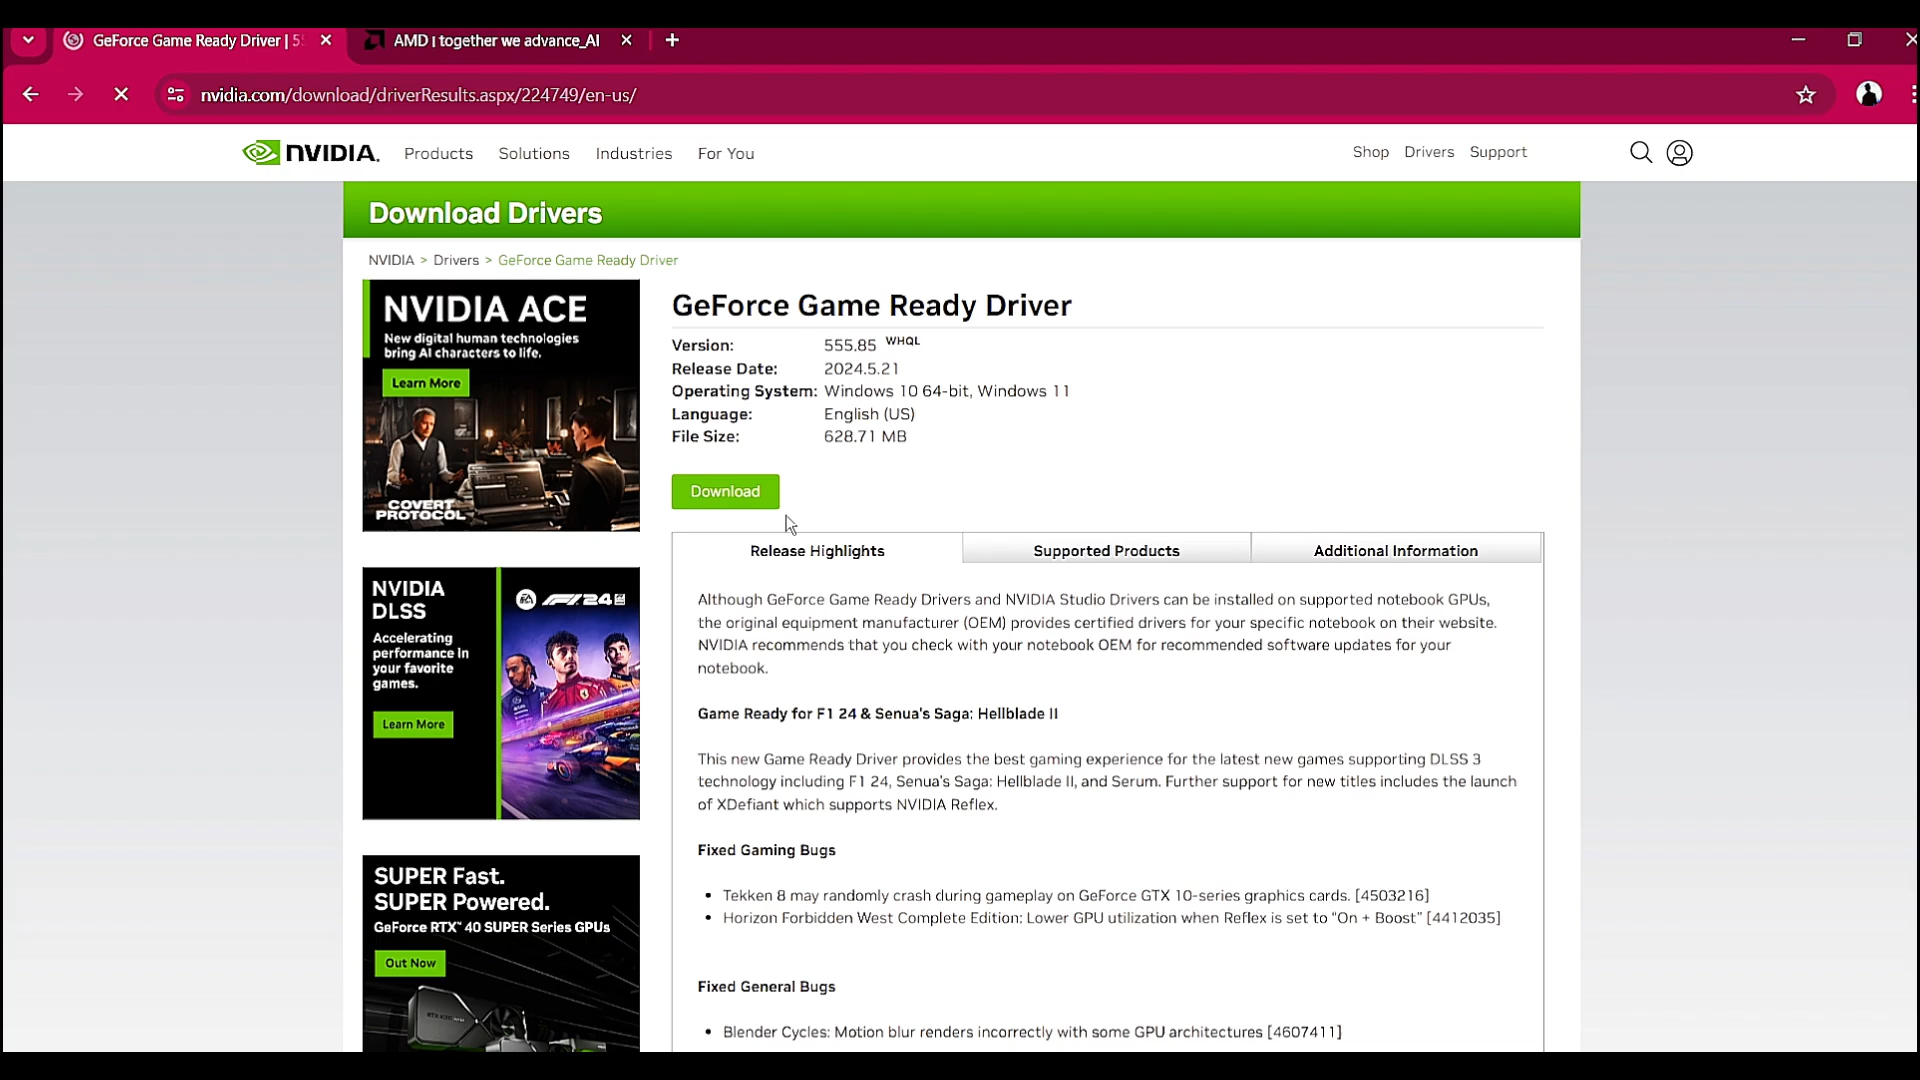 GeForce Game Ready Driver | 5
AMD | together we advance_AI
nvidia.com/download/driverResults.aspx/224749/en-us/
NVIDIA.
Products
Solutions
Industries
For You
Shop
Drivers
Support
Download Drivers
NVIDIA > Drivers > GeForce Game Ready Driver
NVIDIA ACE
New digital human technologies
bring AI characters to life.
Learn More
COVERT
PROTOCOL
GeForce Game Ready Driver
Version: 555.85 WHQL
Release Date: 2024.5.21
Operating System: Windows 10 64-bit, Windows 11
Language: English (US)
File Size: 628.71 MB
Download
Release Highlights
Supported Products
Additional Information
Although GeForce Game Ready Drivers and NVIDIA Studio Drivers can be installed on supported notebook GPUs,
the original equipment manufacturer (OEM) provides certified drivers for your specific notebook on their website.
NVIDIA recommends that you check with your notebook OEM for recommended software updates for your
notebook.
Game Ready for F1 24 & Senua's Saga: Hellblade II
This new Game Ready Driver provides the best gaming experience for the latest new games supporting DLSS 3
technology including F1 24, Senua's Saga: Hellblade II, and Serum. Further support for new titles includes the launch
of XDefiant which supports NVIDIA Reflex.
Fixed Gaming Bugs
• Tekken 8 may randomly crash during gameplay on GeForce GTX 10-series graphics cards. [4503216]
• Horizon Forbidden West Complete Edition: Lower GPU utilization when Reflex is set to "On + Boost" [4412035]
Fixed General Bugs
• Blender Cycles: Motion blur renders incorrectly with some GPU architectures [4607411]
NVIDIA
DLSS
Accelerating
performance in
your favorite
games.
Learn More
EA F1 24
SUPER Fast.
SUPER Powered.
GeForce RTX™ 40 SUPER Series GPUs
Out Now